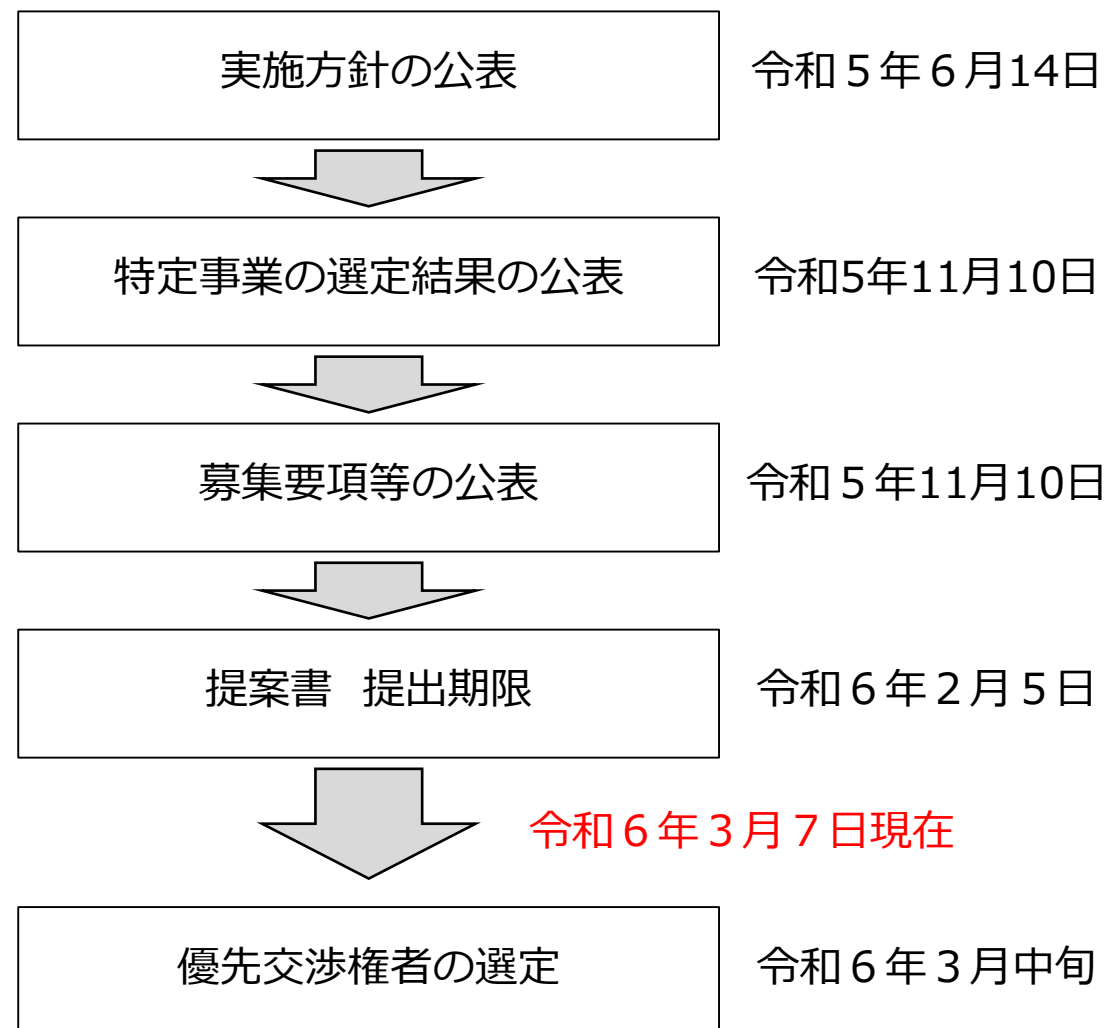 実施方針の公表 令和５年６月14日
特定事業の選定結果の公表 令和5年11月10日
募集要項等の公表 令和５年11月10日
提案書　提出期限 令和６年２月５日
令和６年３月７日現在
優先交渉権者の選定 令和６年３月中旬